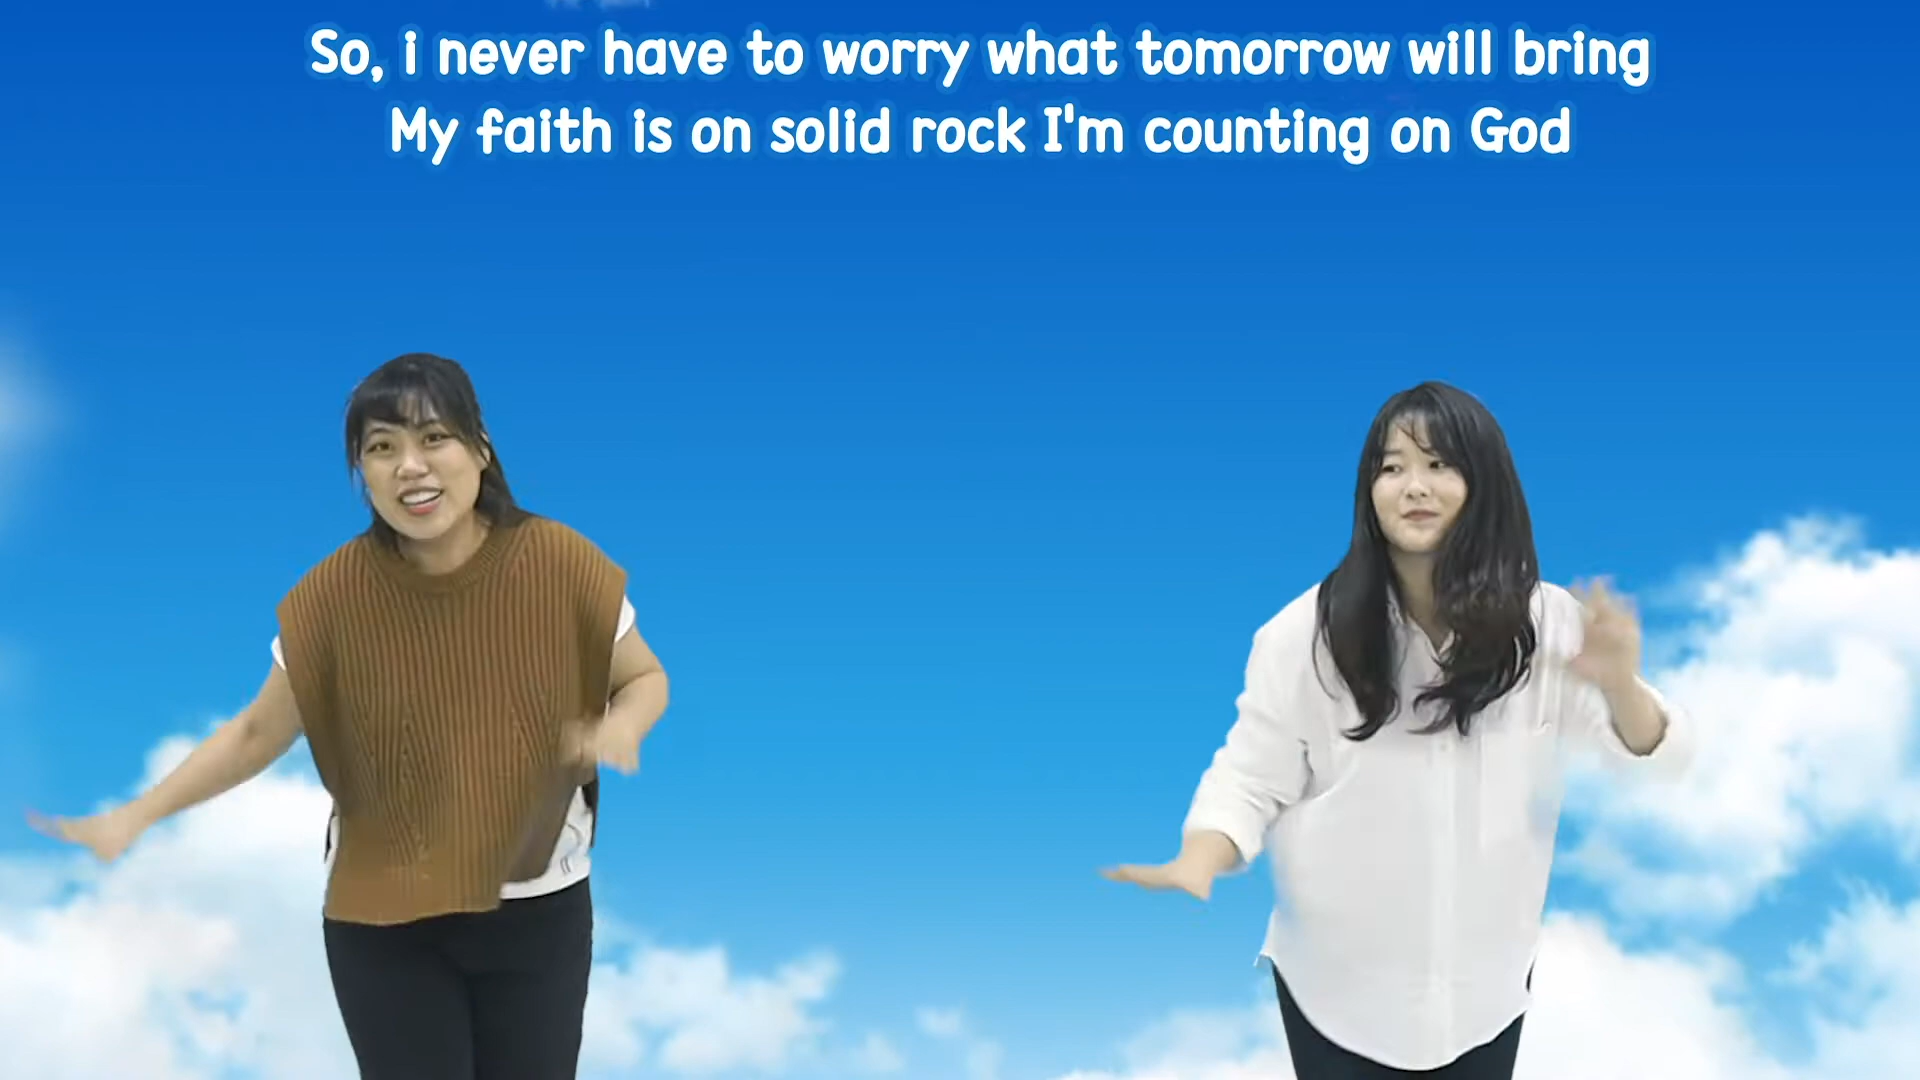 So, i never have to worry what tomorrow will bring
My faith is on solid rock I'm counting on God